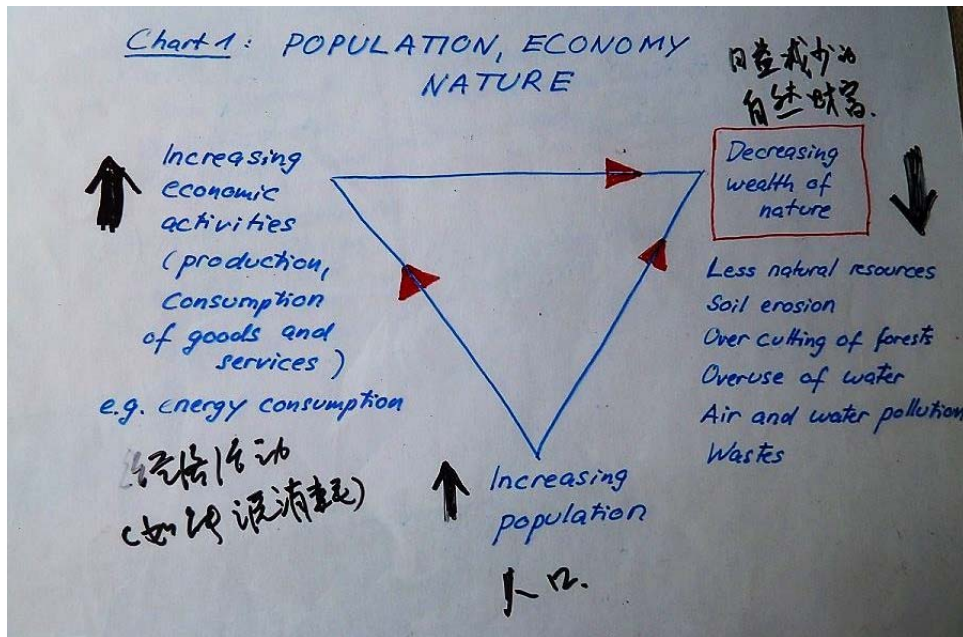 Chart 1: POPULATION, ECONOMY
NATURE
日益减少的
自然财富.
Increasing
economic
activities
(production,
consumption
of goods and
services)
e.g. energy consumption
经济活动
(如能源消耗)
Decreasing
wealth of
nature
Less natural resources
Soil erosion
Over cutting of forests
Overuse of water
Air and water pollution
Wastes
Increasing
population
人口.